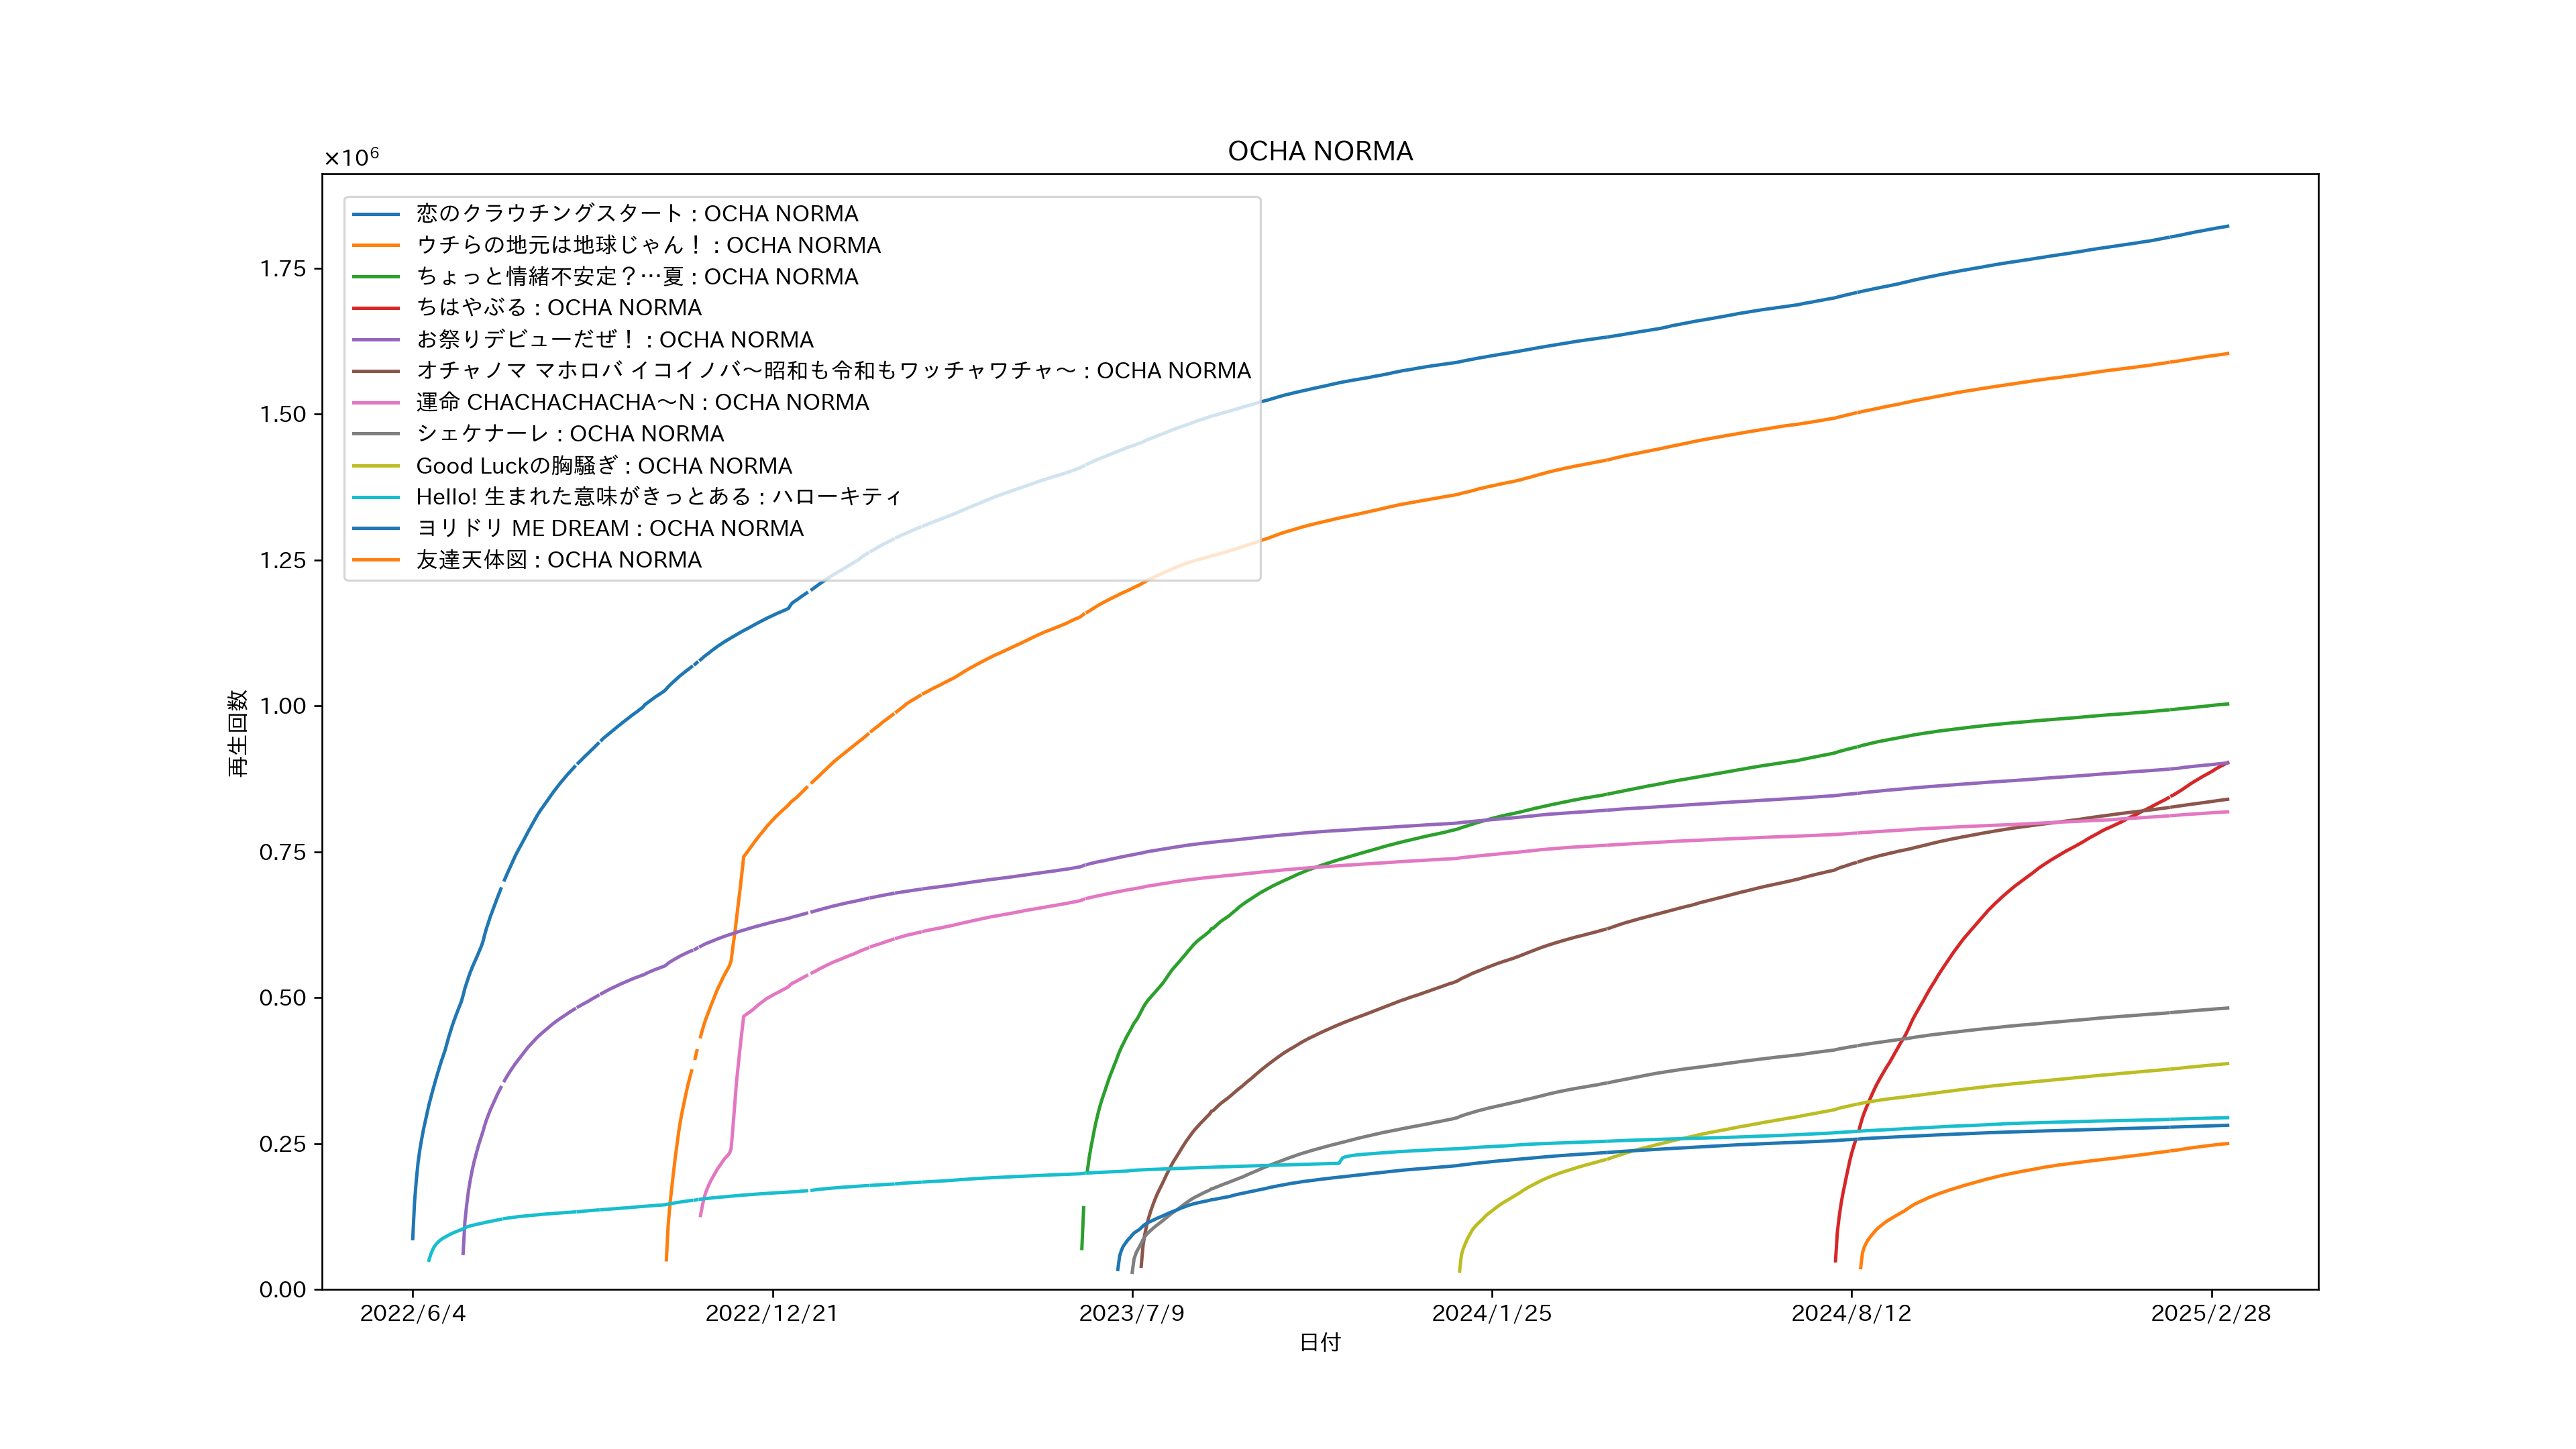 OCHA NORMA
×10⁶
恋のクラウチングスタート : OCHA NORMA
ウチらの地元は地球じゃん！ : OCHA NORMA
ちょっと情緒不安定？…夏 : OCHA NORMA
ちはやぶる : OCHA NORMA
お祭りデビューだぜ！ : OCHA NORMA
オチャノマ マホロバ イコイノバ〜昭和も令和もワッチャワチャ〜 : OCHA NORMA
運命 CHACHACHACHA〜N : OCHA NORMA
シェケナーレ : OCHA NORMA
Good Luckの胸騒ぎ : OCHA NORMA
Hello! 生まれた意味がきっとある : ハローキティ
ヨリドリ ME DREAM : OCHA NORMA
友達天体図 : OCHA NORMA
1.75
1.50
1.25
1.00
0.75
0.50
0.25
0.00
再生回数
2022/6/4 2022/12/21 2023/7/9 2024/1/25 2024/8/12 2025/2/28
日付